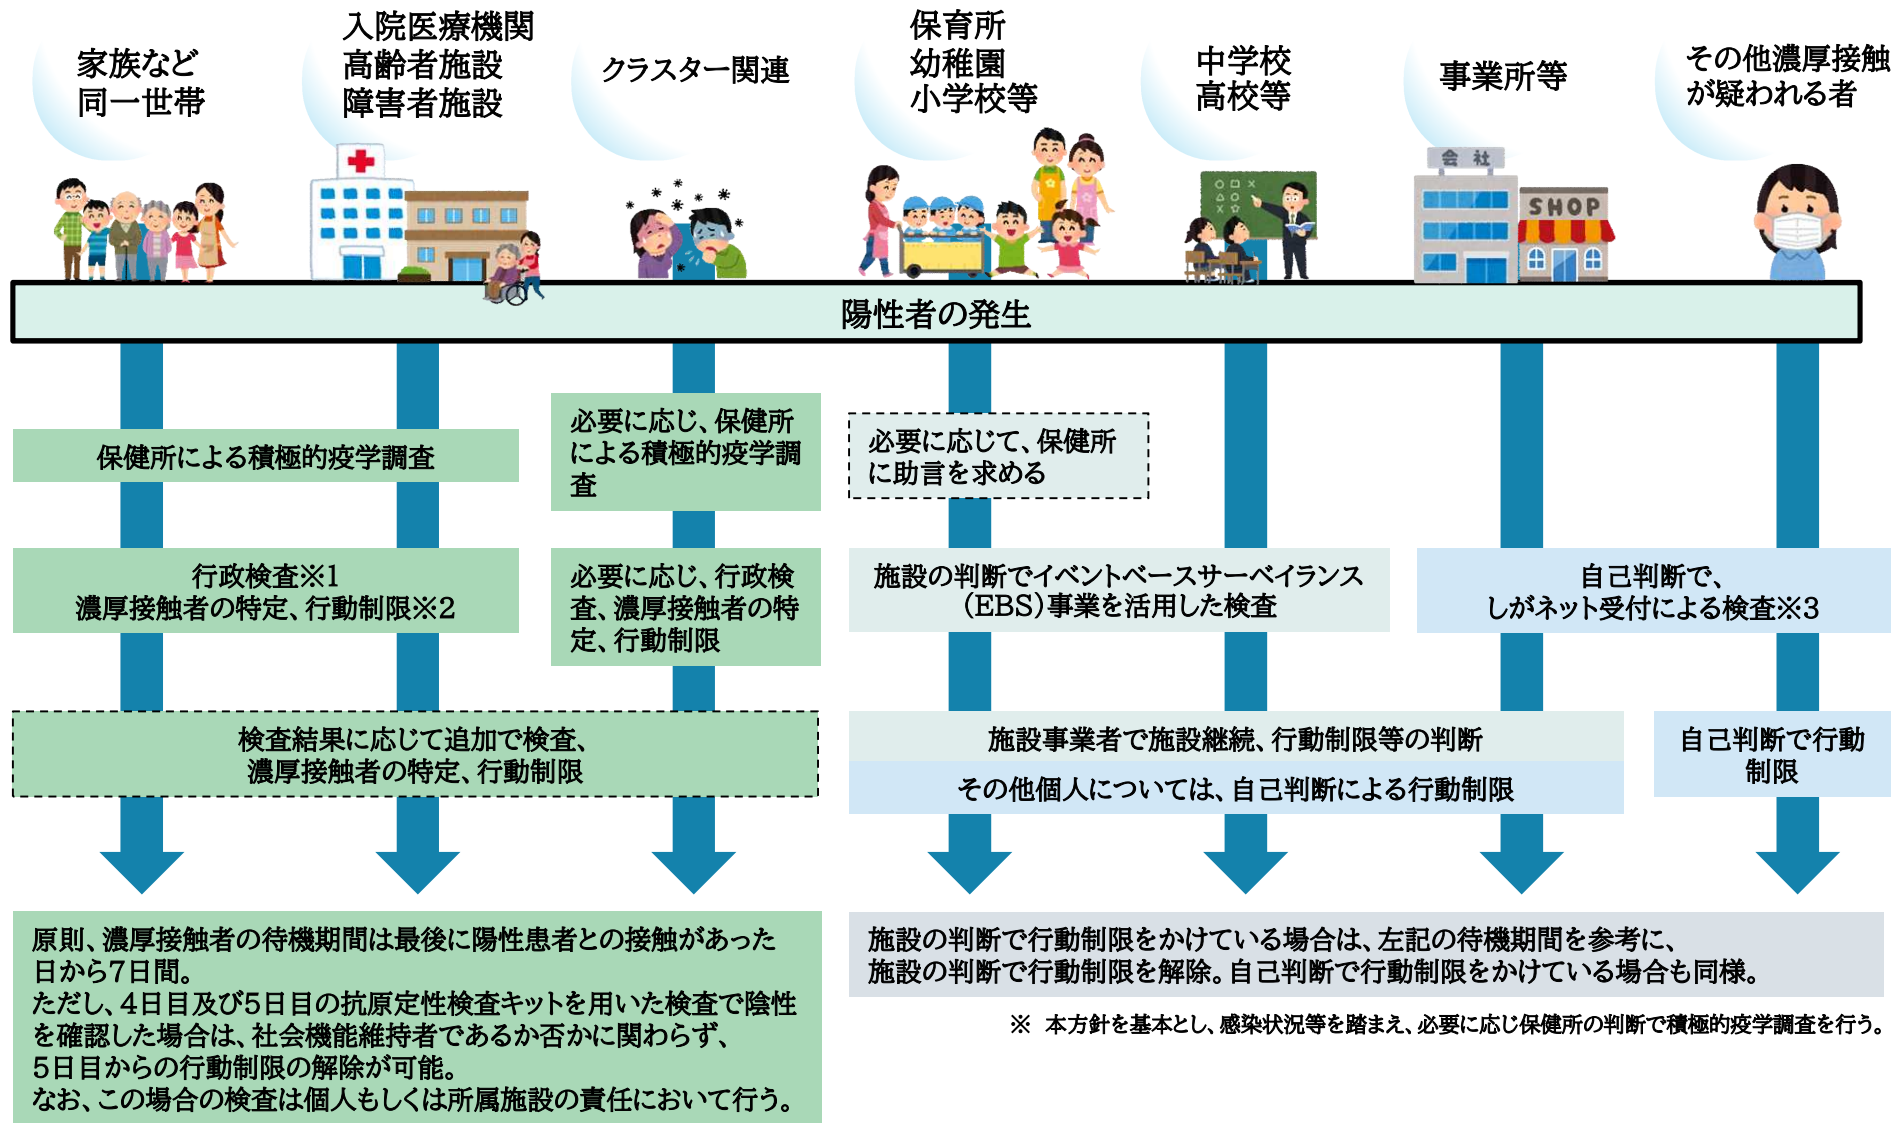 家族など
同一世帯
入院医療機関
高齢者施設
障害者施設
クラスター関連
保育所
幼稚園
小学校等
中学校
高校等
事業所等
その他濃厚接触
が疑われる者
会社
SHOP
陽性者の発生
保健所による積極的疫学調査
必要に応じ、保健所
による積極的疫学調
査
必要に応じて、保健所
に助言を求める
行政検査※1
濃厚接触者の特定、行動制限※2
必要に応じ、行政検
査、濃厚接触者の特
定、行動制限
施設の判断でイベントベースサーベイランス
(EBS)事業を活用した検査
自己判断で、
しがネット受付による検査※3
検査結果に応じて追加で検査、
濃厚接触者の特定、行動制限
施設事業者で施設継続、行動制限等の判断
その他個人については、自己判断による行動制限
自己判断で行動
制限
原則、濃厚接触者の待機期間は最後に陽性患者との接触があった
日から7日間。
ただし、4日目及び5日目の抗原定性検査キットを用いた検査で陰性
を確認した場合は、社会機能維持者であるか否かに関わらず、
5日目からの行動制限の解除が可能。
なお、この場合の検査は個人もしくは所属施設の責任において行う。
施設の判断で行動制限をかけている場合は、左記の待機期間を参考に、
施設の判断で行動制限を解除。自己判断で行動制限をかけている場合も同様。
※ 本方針を基本とし、感染状況等を踏まえ、必要に応じ保健所の判断で積極的疫学調査を行う。